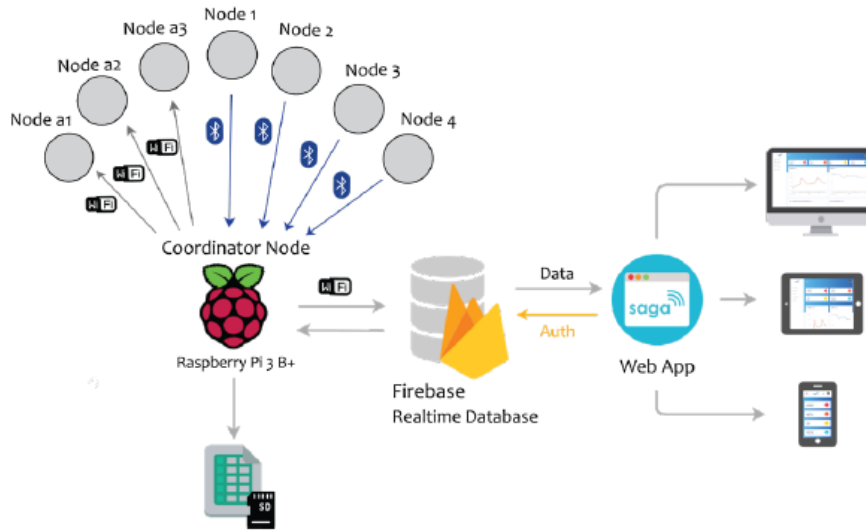 Node 1
Node a3
Node 2
Node a2
Node 3
Node a1
Node 4
WiFi
WiFi
WiFi
Coordinator Node
WiFi
Raspberry Pi 3 B+
Firebase
Realtime Database
Data
Auth
saga
Web App
SD